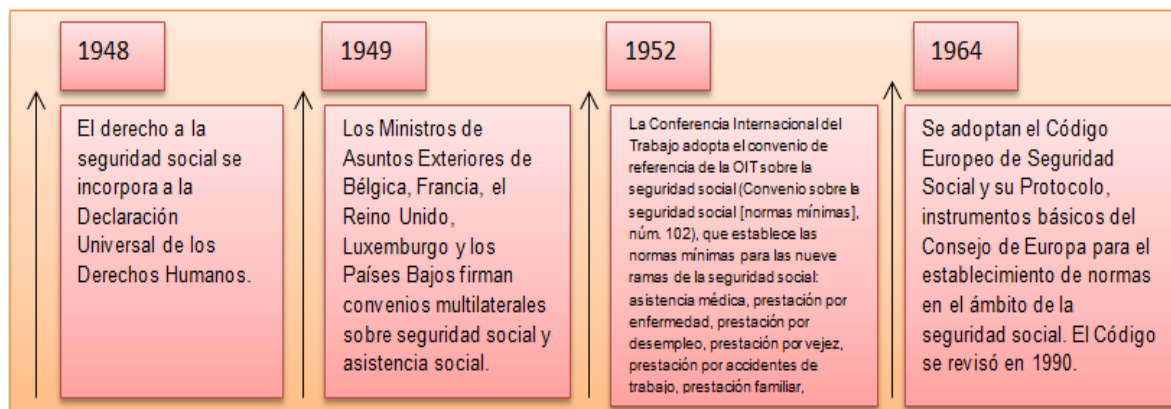 1948
El derecho a la
seguridad social se
incorpora a la
Declaración
Universal de los
Derechos Humanos.
1949
Los Ministros de
Asuntos Exteriores de
Bélgica, Francia, el
Reino Unido,
Luxemburgo y los
Países Bajos firman
convenios multilaterales
sobre seguridad social y
asistencia social.
1952
La Conferencia Internacional del
Trabajo adopta el convenio de
referencia de la OIT sobre la
seguridad social (Convenio sobre la
seguridad social [normas mínimas],
núm. 102), que establece las
normas mínimas para las nueve
ramas de la seguridad social:
asistencia médica, prestación por
enfermedad, prestación por
desempleo, prestación por vejez,
prestación por accidentes de
trabajo, prestación familiar,
1964
Se adoptan el Código
Europeo de Seguridad
Social y su Protocolo,
instrumentos básicos del
Consejo de Europa para el
establecimiento de normas
en el ámbito de la
seguridad social. El Código
se revisó en 1990.